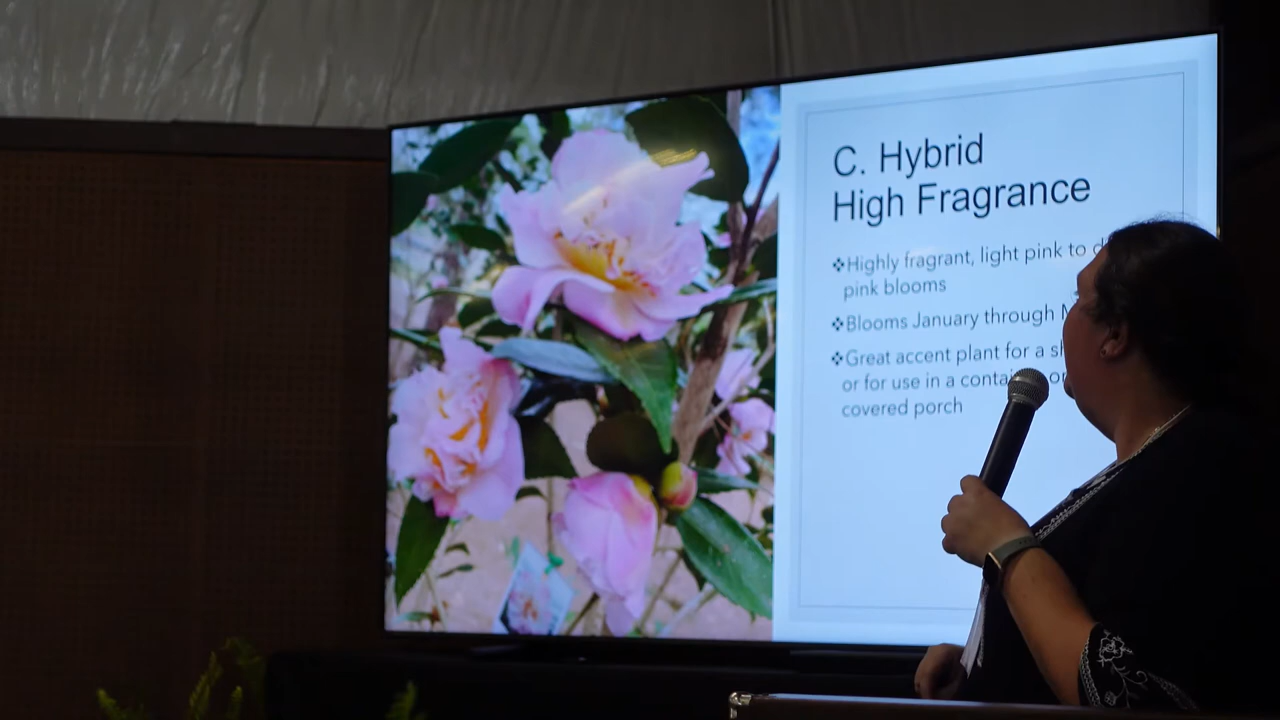 C. Hybrid
High Fragrance
❖Highly fragrant, light pink to
pink blooms
❖Blooms January through
❖Great accent plant for a
or for use in a
covered porch